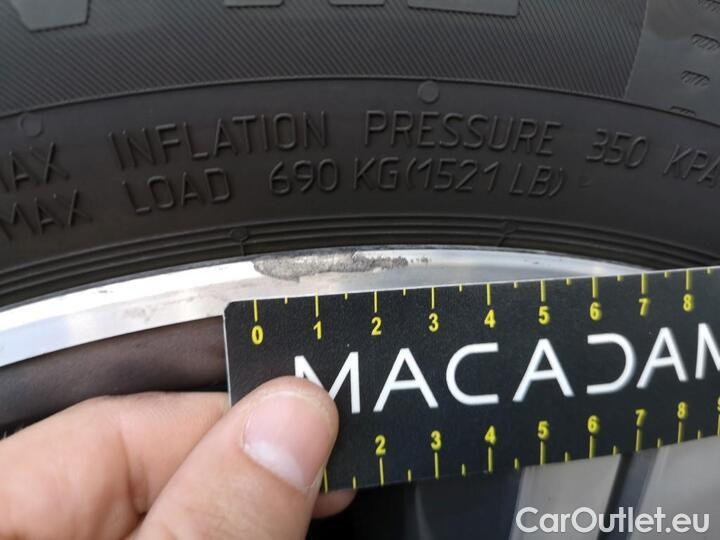 MAX INFLATION PRESSURE 350 KPA
MAX LOAD 690 KG (1521 LB)
0 1 2 3 4 5 6 7 8
MACADAM
2 3 4 5 6 7 8 9
CarOutlet.eu